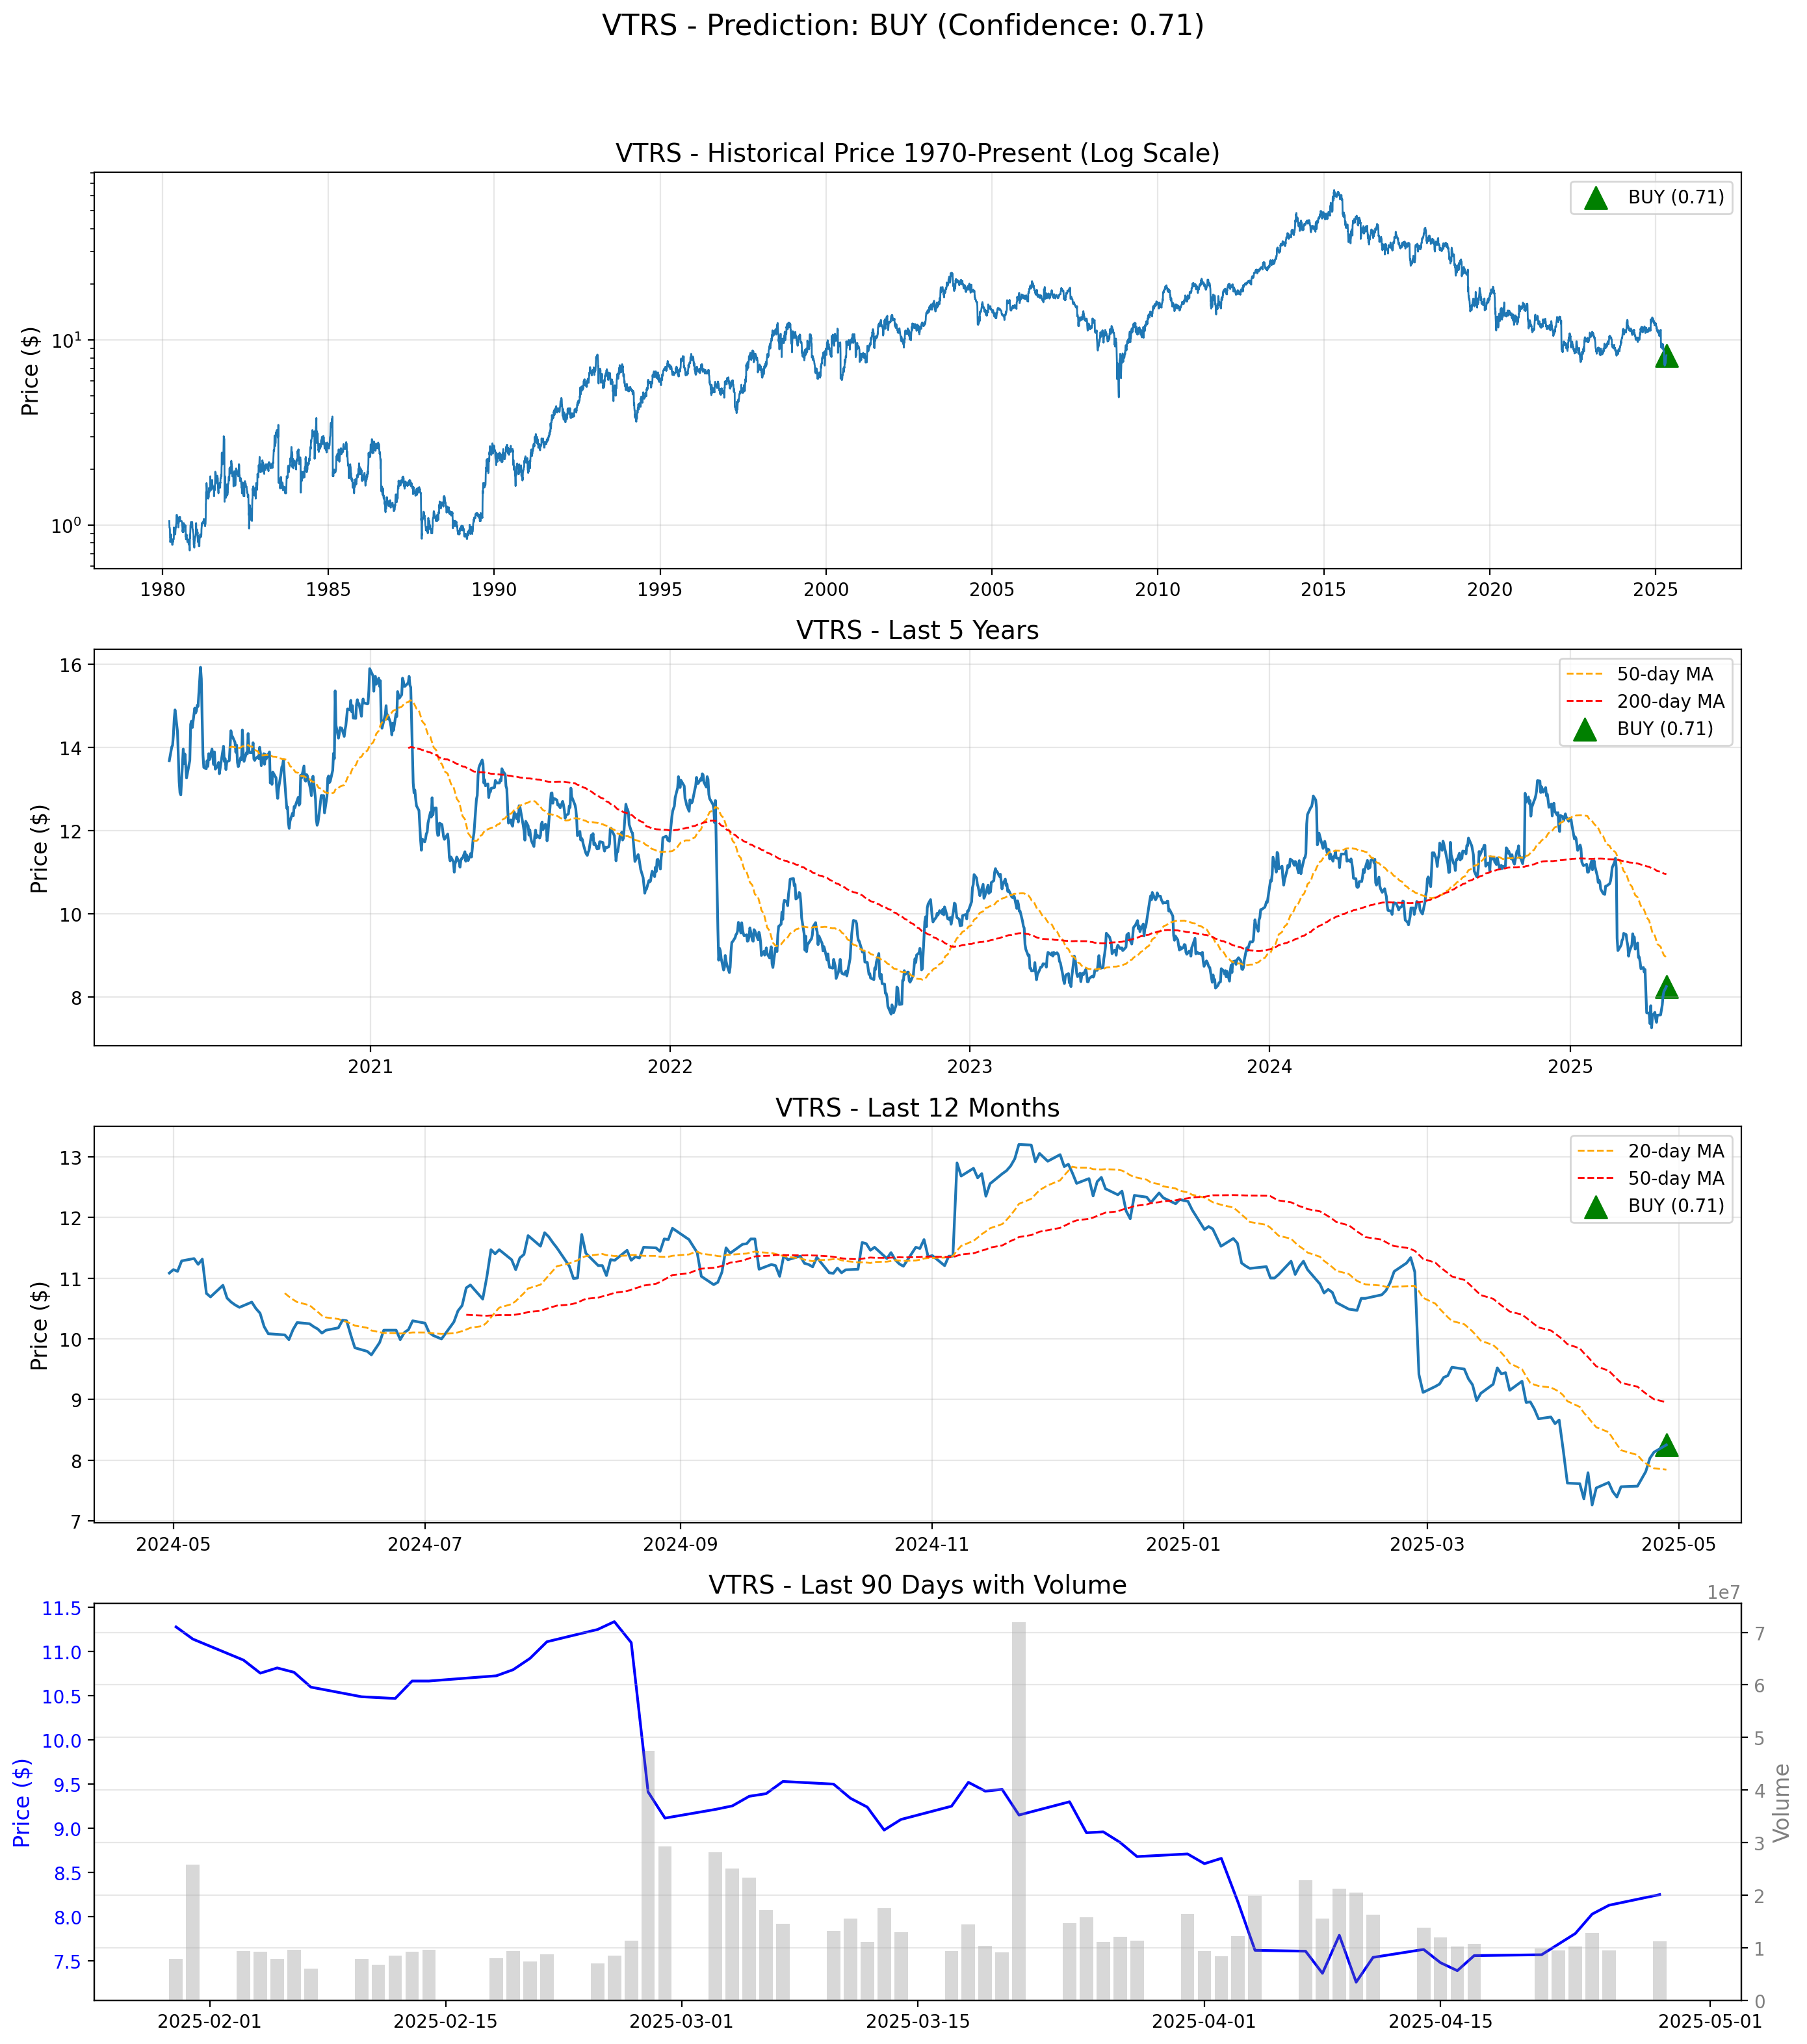 VTRS - Prediction: BUY (Confidence: 0.71)
VTRS - Historical Price 1970-Present (Log Scale)
BUY (0.71)
Price ($)
10¹
10⁰
1980 1985 1990 1995 2000 2005 2010 2015 2020 2025
VTRS - Last 5 Years
50-day MA
200-day MA
BUY (0.71)
Price ($)
16
14
12
10
8
2021 2022 2023 2024 2025
VTRS - Last 12 Months
20-day MA
50-day MA
BUY (0.71)
Price ($)
13
12
11
10
9
8
7
2024-05 2024-07 2024-09 2024-11 2025-01 2025-03 2025-05
VTRS - Last 90 Days with Volume
1e7
Price ($)
11.5
11.0
10.5
10.0
9.5
9.0
8.5
8.0
7.5
7
6
5
4
3
2
1
0
Volume
2025-02-01 2025-02-15 2025-03-01 2025-03-15 2025-04-01 2025-04-15 2025-05-01